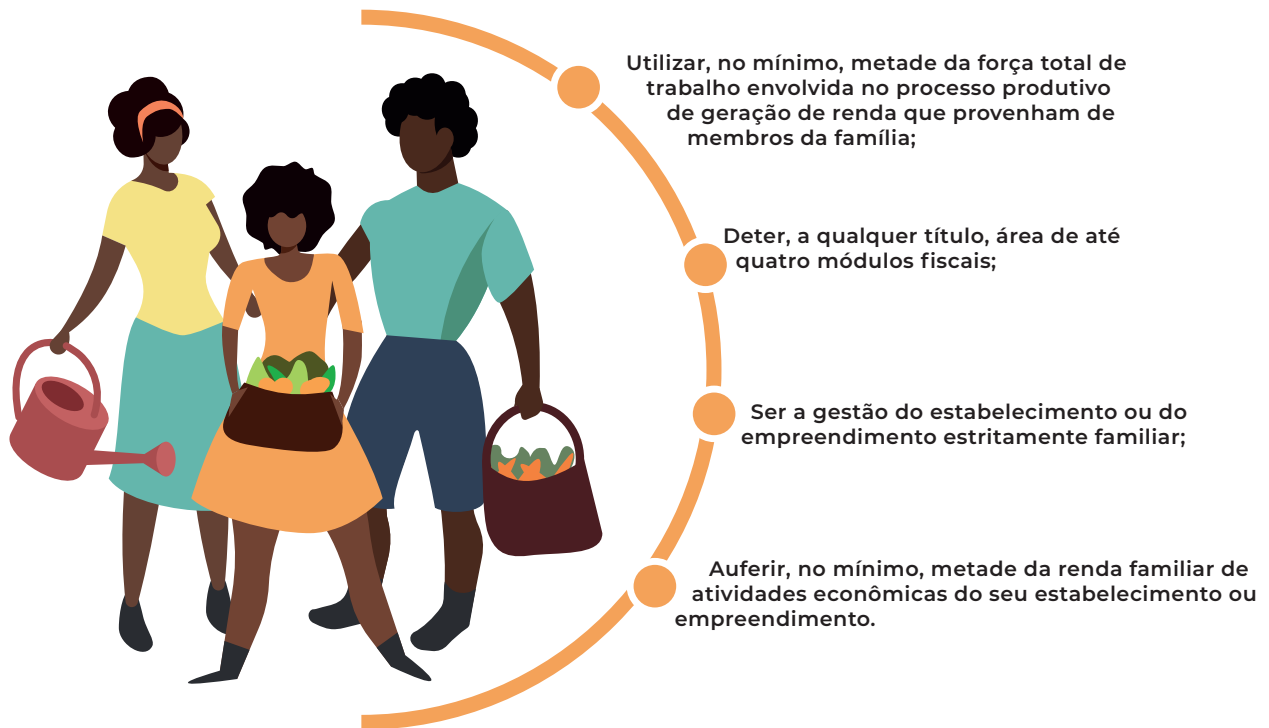 Utilizar, no mínimo, metade da força total de
trabalho envolvida no processo produtivo
de geração de renda que provenham de
membros da família;
Deter, a qualquer título, área de até
quatro módulos fiscais;
Ser a gestão do estabelecimento ou do
empreendimento estritamente familiar;
Auferir, no mínimo, metade da renda familiar de
atividades econômicas do seu estabelecimento ou
empreendimento.